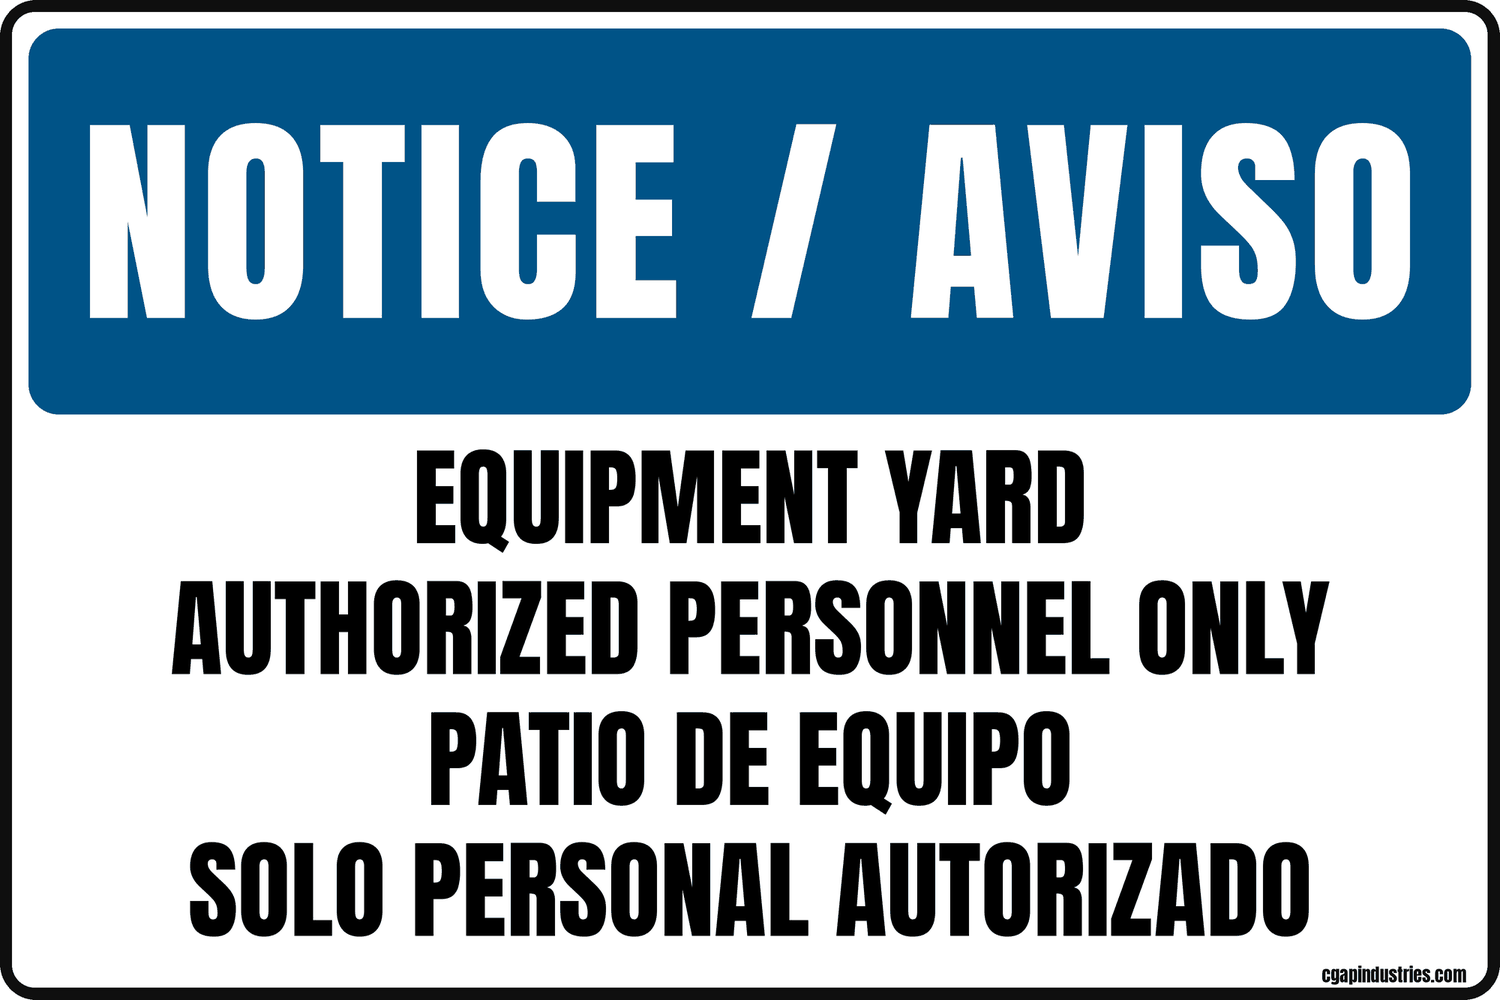 NOTICE / AVISO
EQUIPMENT YARD
AUTHORIZED PERSONNEL ONLY
PATIO DE EQUIPO
SOLO PERSONAL AUTORIZADO
cgapindustries.com